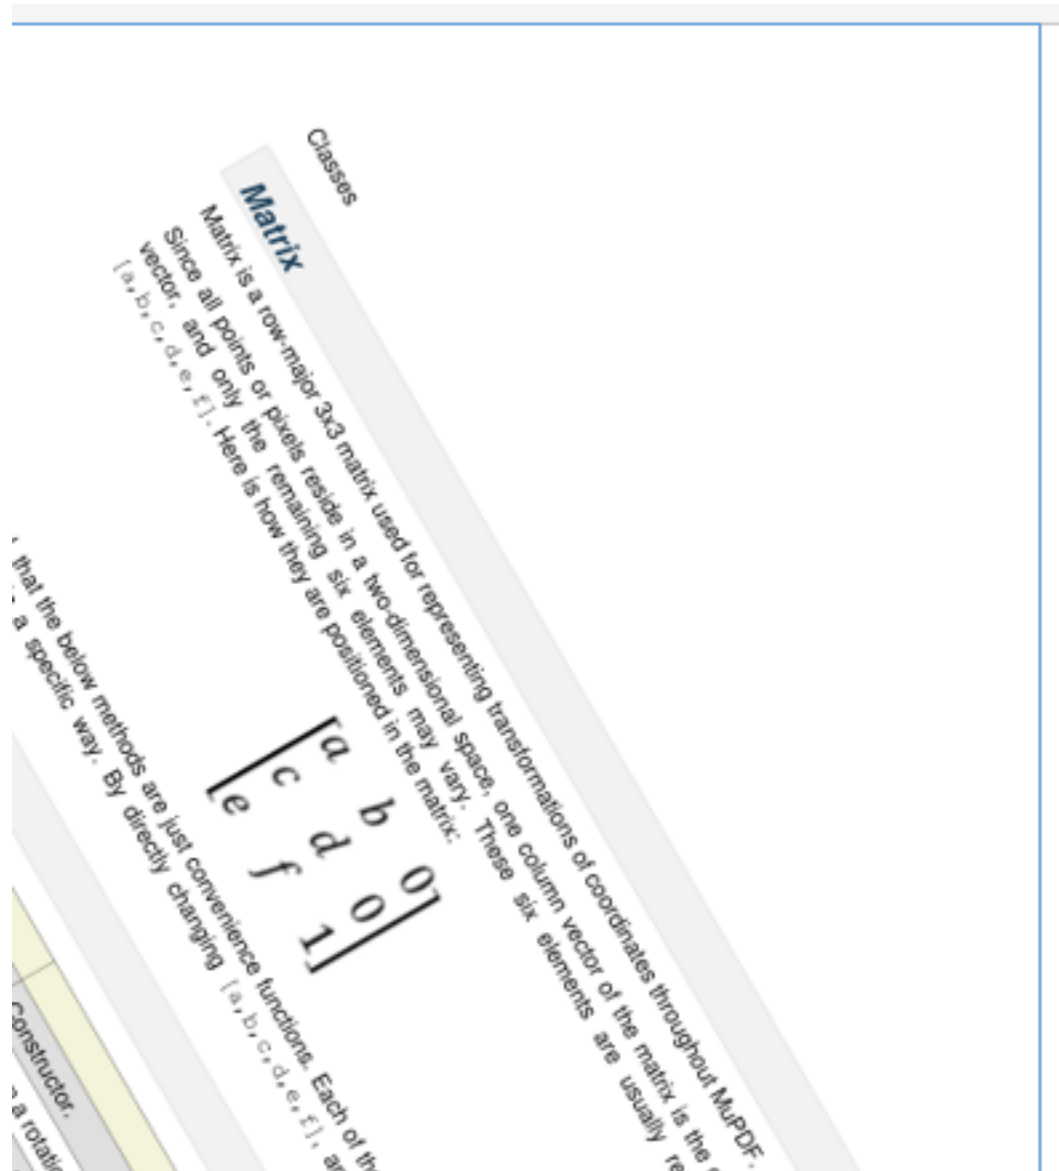 Classes
Matrix
Matrix is a row-major 3x3 matrix used for representing transformations of coordinates throughout MuPDF.
Since all points or pixels reside in a two-dimensional space, one column vector of the matrix is the
vector, and only the remaining six elements may vary. These six elements are usually
[a,b,c,d,e,f]. Here is how they are positioned in the matrix:
a b 0
c d 0
e f 1
that the below methods are just convenience functions. Each of
a specific way. By directly changing [a,b,c,d,e,f],
Constructor.
a